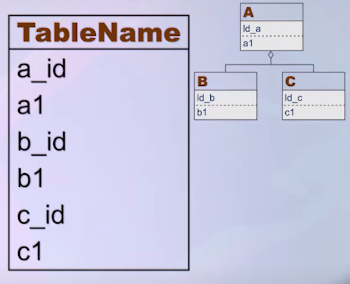 TableName
a_id
a1
b_id
b1
c_id
c1
A
Id_a
a1
B
Id_b
b1
C
Id_c
c1